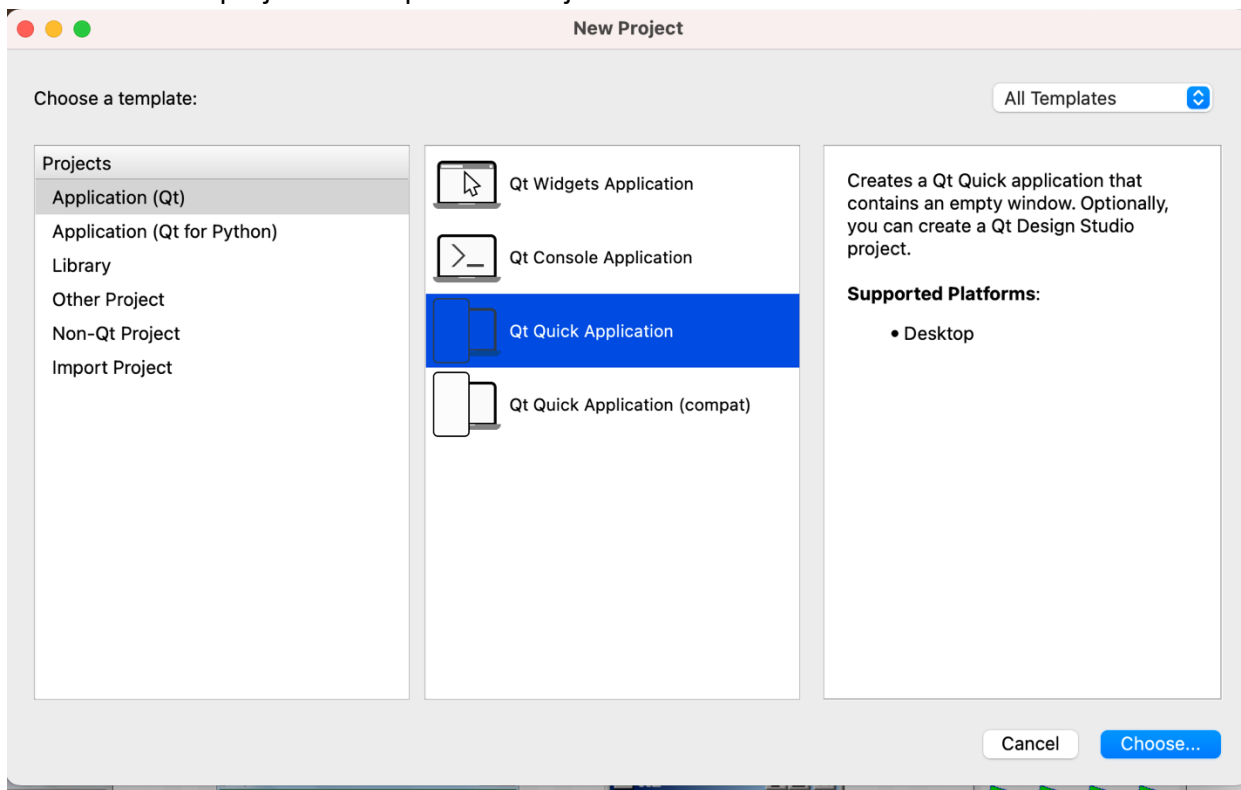 New Project
Choose a template:
All Templates
Projects
Application (Qt)
Application (Qt for Python)
Library
Other Project
Non-Qt Project
Import Project
Qt Widgets Application
Qt Console Application
Qt Quick Application
Qt Quick Application (compat)
Creates a Qt Quick application that
contains an empty window. Optionally,
you can create a Qt Design Studio
project.
Supported Platforms:
• Desktop
Cancel
Choose...